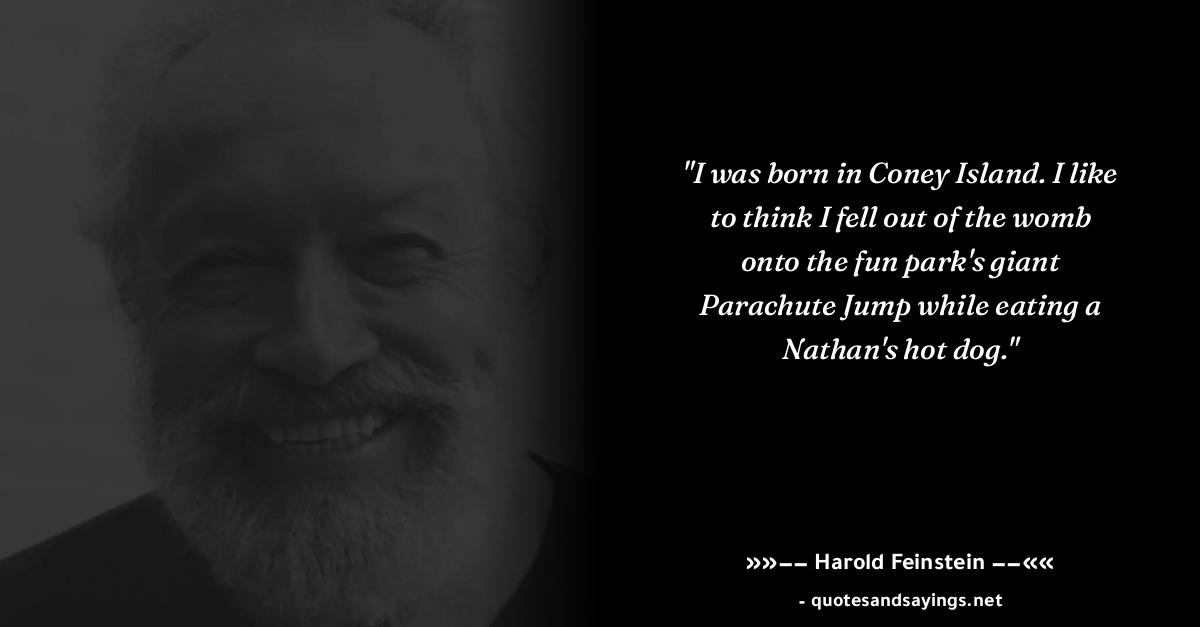 "I was born in Coney Island. I like
to think I fell out of the womb
onto the fun park's giant
Parachute Jump while eating a
Nathan's hot dog."
»»–– Harold Feinstein ––««
- quotesandsayings.net